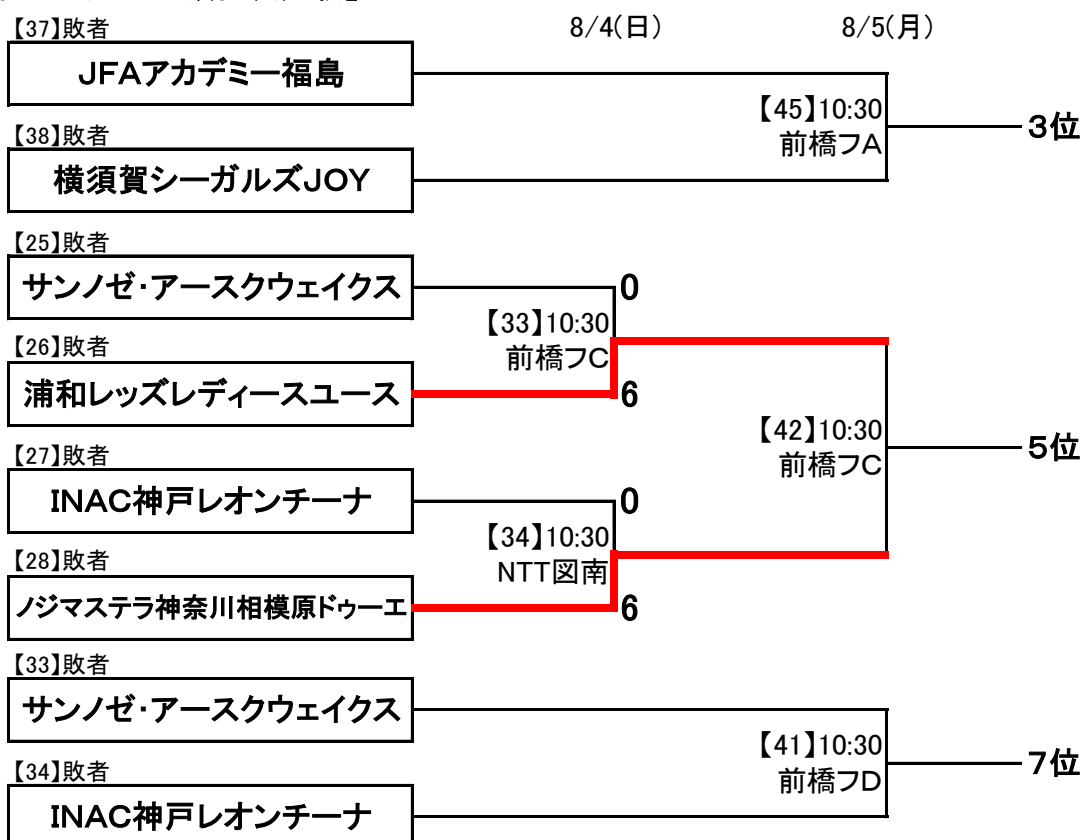 8/4(日) 8/5(月)
【37】敗者
JFAアカデミー福島
【45】10:30
前橋フA
3位
【38】敗者
横須賀シーガルズJOY
【25】敗者
サンノゼ・アースクウェイクス
0
【33】10:30
前橋フC
【26】敗者
浦和レッズレディースユース
6
【42】10:30
前橋フC
5位
【27】敗者
INAC神戸レオンチーナ
0
【34】10:30
NTT図南
【28】敗者
ノジマステラ神奈川相模原ドゥーエ
6
【33】敗者
サンノゼ・アースクウェイクス
【41】10:30
前橋フD
7位
【34】敗者
INAC神戸レオンチーナ